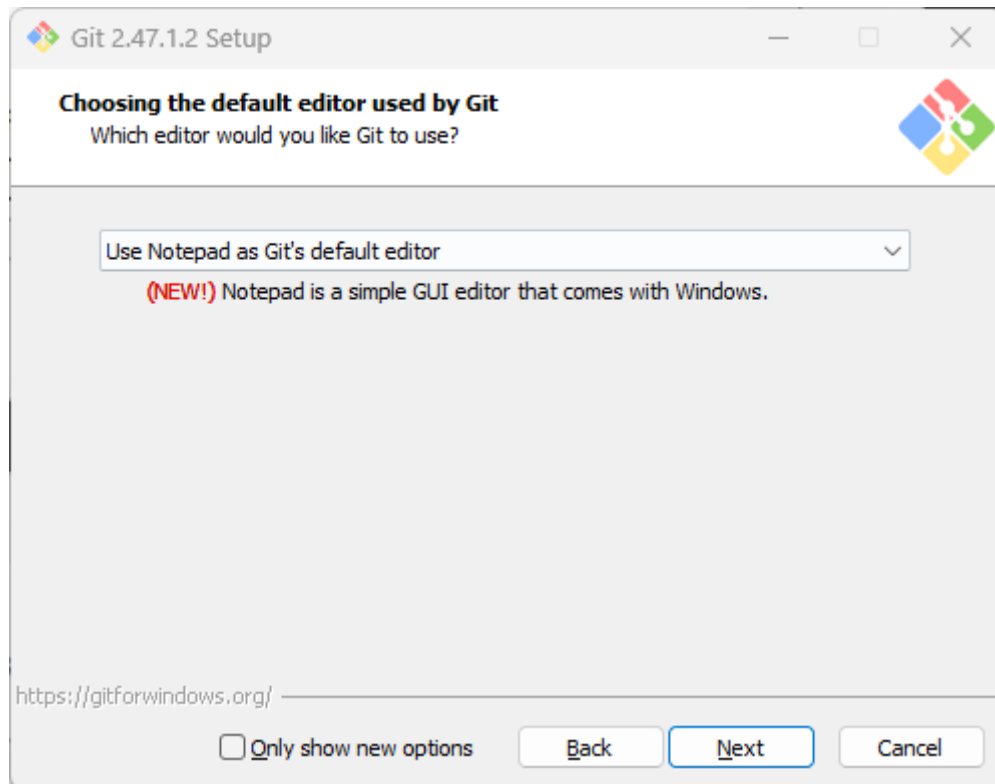 Git 2.47.1.2 Setup
Choosing the default editor used by Git
Which editor would you like Git to use?
Use Notepad as Git's default editor
(NEW!) Notepad is a simple GUI editor that comes with Windows.
https://gitforwindows.org/
Only show new options
Back
Next
Cancel